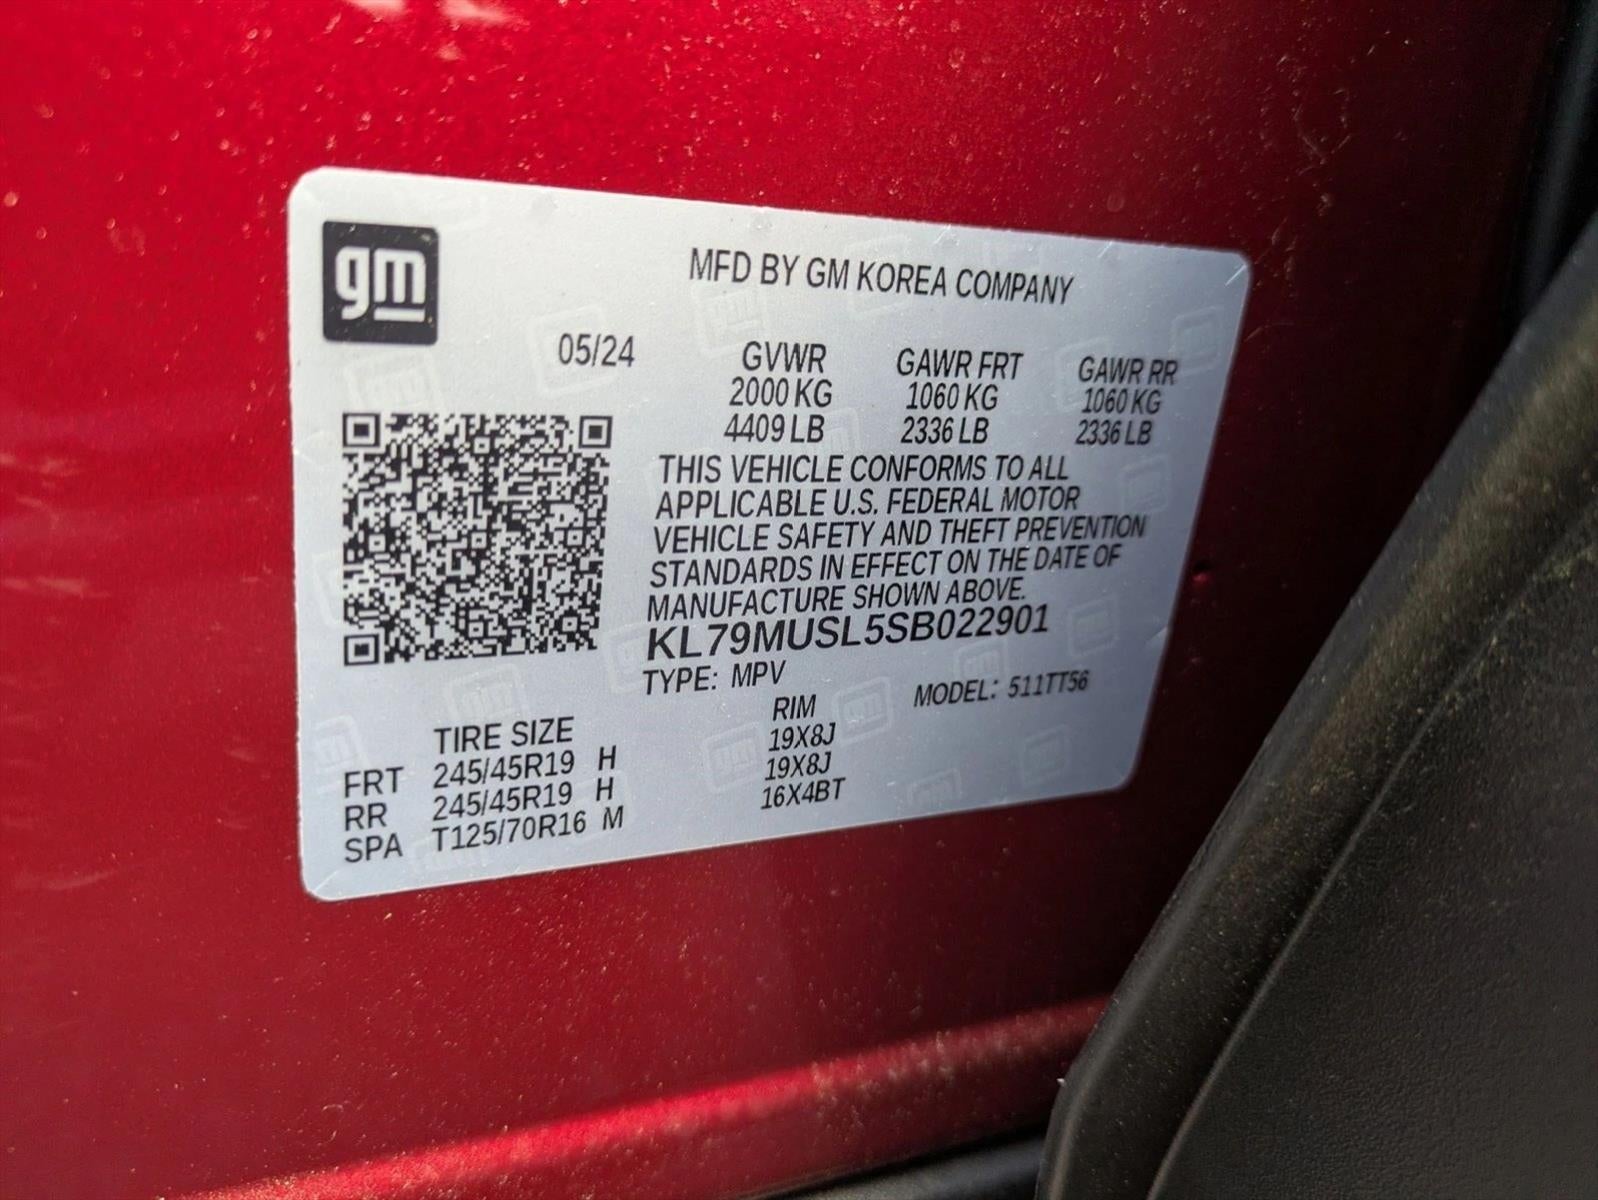 gm
MFD BY GM KOREA COMPANY
05/24 GVWR GAWR FRT GAWR RR
2000 KG 1060 KG 1060 KG
4409 LB 2336 LB 2336 LB
THIS VEHICLE CONFORMS TO ALL
APPLICABLE U.S. FEDERAL MOTOR
VEHICLE SAFETY AND THEFT PREVENTION
STANDARDS IN EFFECT ON THE DATE OF
MANUFACTURE SHOWN ABOVE.
KL79MUSL5SB022901
TYPE: MPV MODEL: 511TT56
TIRE SIZE RIM
FRT 245/45R19 H 19X8J
RR 245/45R19 H 19X8J
SPA T125/70R16 M 16X4BT